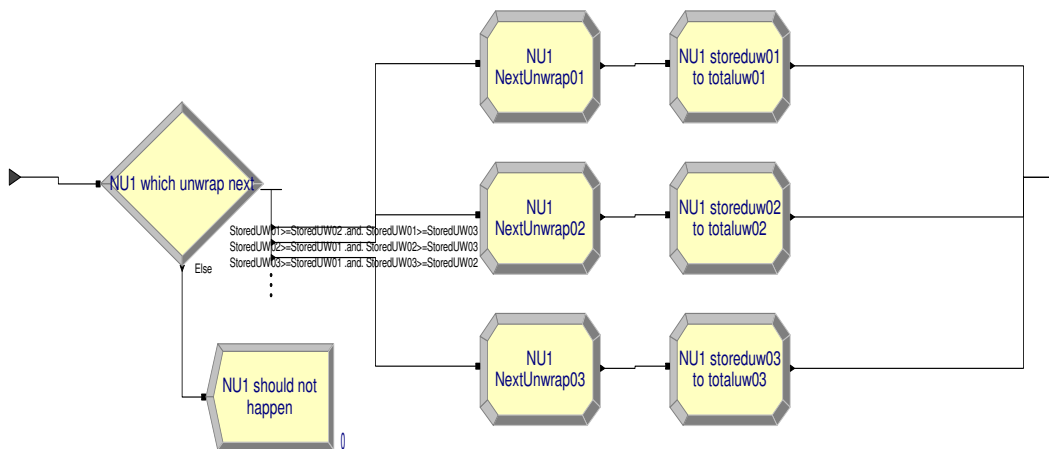 NU1
NextUnwrap01
NU1 storeduw01
to totaluw01
NU1 which unwrap next
NU1
NextUnwrap02
NU1 storeduw02
to totaluw02
StoredUW01>=StoredUW02 .and. StoredUW01>=StoredUW03
StoredUW02>=StoredUW01 .and. StoredUW02>=StoredUW03
StoredUW03>=StoredUW01 .and. StoredUW03>=StoredUW02
Else
NU1
NextUnwrap03
NU1 storeduw03
to totaluw03
NU1 should not
happen
0